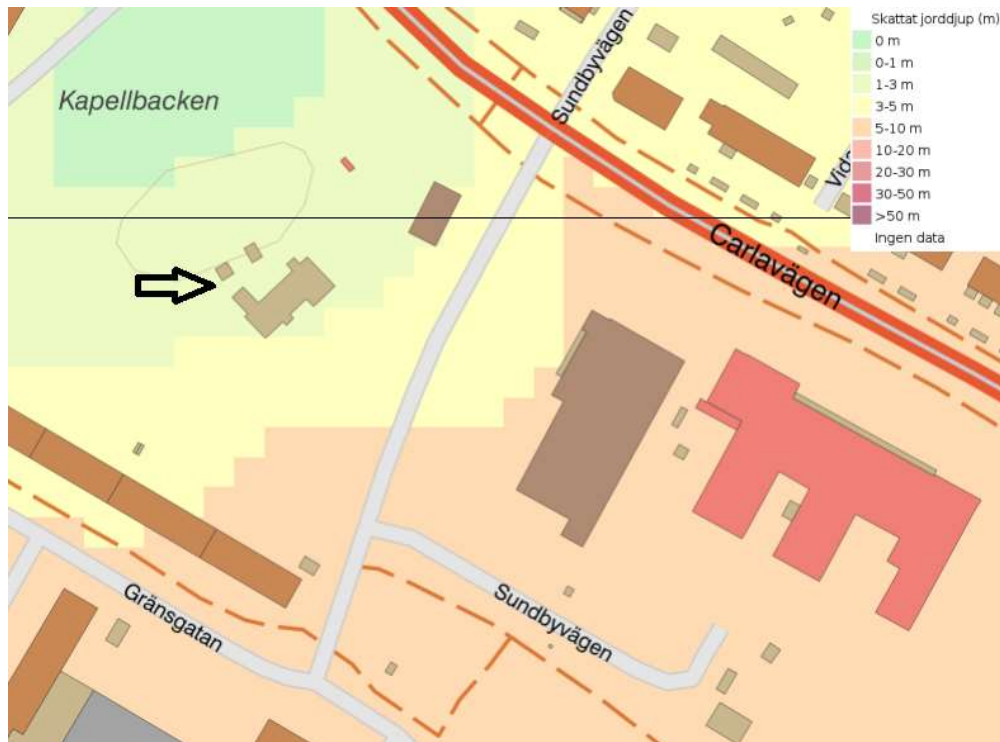 Skattat jorddjup (m)
0 m
0-1 m
1-3 m
3-5 m
5-10 m
10-20 m
20-30 m
30-50 m
>50 m
Ingen data
Kapellbacken
Sundbyvägen
Carlavägen
Gränsgatan
Sundbyvägen